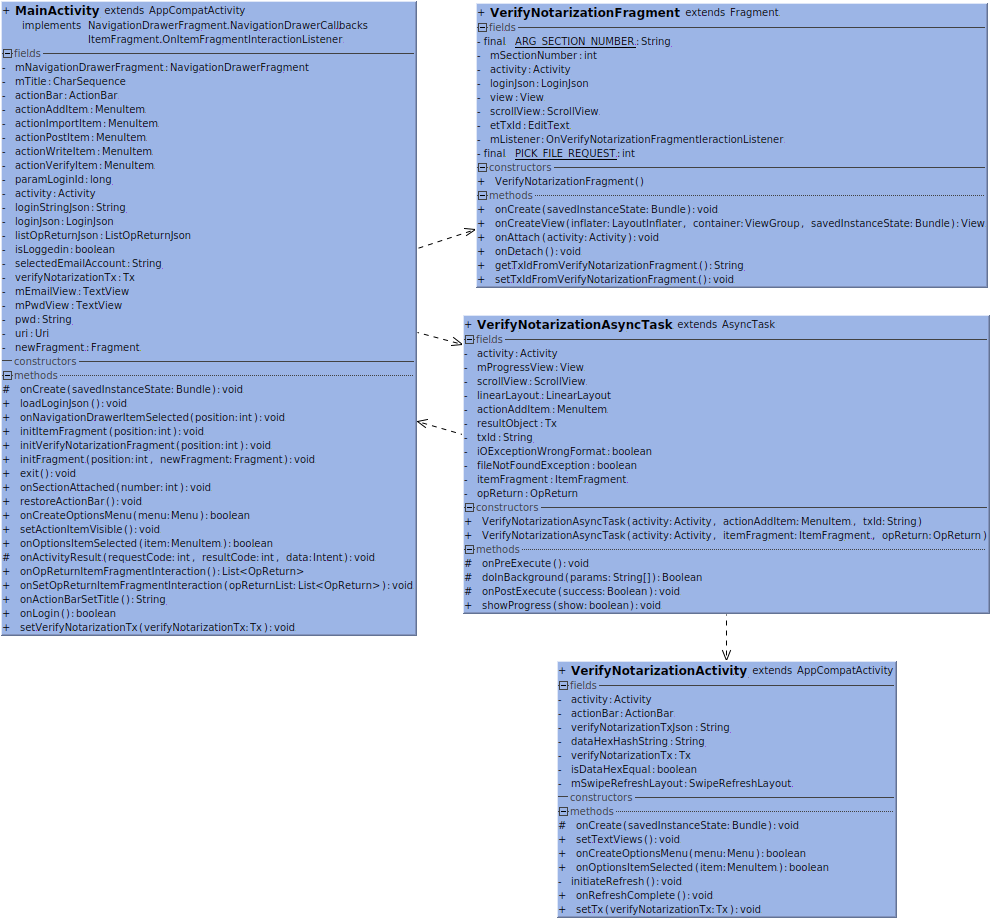 + MainActivity extends AppCompatActivity
implements NavigationDrawerFragment.NavigationDrawerCallbacks
ItemFragment.OnItemFragmentInteractionListener
fields
- mNavigationDrawerFragment: NavigationDrawerFragment
- mTitle: CharSequence
- actionBar: ActionBar
- actionAddItem: MenuItem
- actionImportItem: MenuItem
- actionPostItem: MenuItem
- actionWriteItem: MenuItem
- actionVerifyItem: MenuItem
- paramLoginId: long
- activity: Activity
- loginStringJson: String
- loginJson: LoginJson
- listOpReturnJson: ListOpReturnJson
- isLoggedin: boolean
- selectedEmailAccount: String
- verifyNotarizationTx: Tx
- mEmailView: TextView
- mPwdView: TextView
- pwd: String
- uri: Uri
- newFragment: Fragment
constructors
methods
# onCreate(savedInstanceState: Bundle): void
+ loadLoginJson(): void
+ onNavigationDrawerItemSelected(position: int): void
+ initItemFragment(position: int): void
+ initVerifyNotarizationFragment(position: int): void
+ initFragment(position: int, newFragment: Fragment): void
+ exit(): void
+ onSectionAttached(number: int): void
+ restoreActionBar(): void
+ onCreateOptionsMenu(menu: Menu): boolean
+ setActionItemVisible(): void
+ onOptionsItemSelected(item: MenuItem): boolean
# onActivityResult(requestCode: int, resultCode: int, data: Intent): void
+ onOpReturnItemFragmentInteraction(): List<OpReturn>
+ onSetOpReturnItemFragmentInteraction(opReturnList: List<OpReturn>): void
+ onActionBarSetTitle(): String
+ onLogin(): boolean
+ setVerifyNotarizationTx(verifyNotarizationTx: Tx): void
+ VerifyNotarizationFragment extends Fragment
fields
- final ARG_SECTION_NUMBER: String
- mSectionNumber: int
- activity: Activity
- loginJson: LoginJson
- view: View
- scrollView: ScrollView
- etTxId: EditText
- mListener: OnVerifyNotarizationFragmentIeractionListener
- final PICK_FILE_REQUEST: int
constructors
+ VerifyNotarizationFragment()
methods
+ onCreate(savedInstanceState: Bundle): void
+ onCreateView(inflater: LayoutInflater, container: ViewGroup, savedInstanceState: Bundle): View
+ onAttach(activity: Activity): void
+ onDetach(): void
+ getTxIdFromVerifyNotarizationFragment(): String
+ setTxIdFromVerifyNotarizationFragment(): void
+ VerifyNotarizationAsyncTask extends AsyncTask
fields
- activity: Activity
- mProgressView: View
- scrollView: ScrollView
- linearLayout: LinearLayout
- actionAddItem: MenuItem
- resultObject: Tx
- txId: String
- iOExceptionWrongFormat: boolean
- fileNotFoundException: boolean
- itemFragment: ItemFragment
- opReturn: OpReturn
constructors
+ VerifyNotarizationAsyncTask(activity: Activity, actionAddItem: MenuItem, txId: String)
+ VerifyNotarizationAsyncTask(activity: Activity, itemFragment: ItemFragment, opReturn: OpReturn)
methods
# onPreExecute(): void
# doInBackground(params: String[]): Boolean
# onPostExecute(success: Boolean): void
+ showProgress(show: boolean): void
+ VerifyNotarizationActivity extends AppCompatActivity
fields
- activity: Activity
- actionBar: ActionBar
- verifyNotarizationTxJson: String
- dataHexHashString: String
- verifyNotarizationTx: Tx
- isDataHexEqual: boolean
- mSwipeRefreshLayout: SwipeRefreshLayout
constructors
methods
# onCreate(savedInstanceState: Bundle): void
+ setTextViews(): void
+ onCreateOptionsMenu(menu: Menu): boolean
+ onOptionsItemSelected(item: MenuItem): boolean
- initiateRefresh(): void
+ onRefreshComplete(): void
+ setTx(verifyNotarizationTx: Tx): void